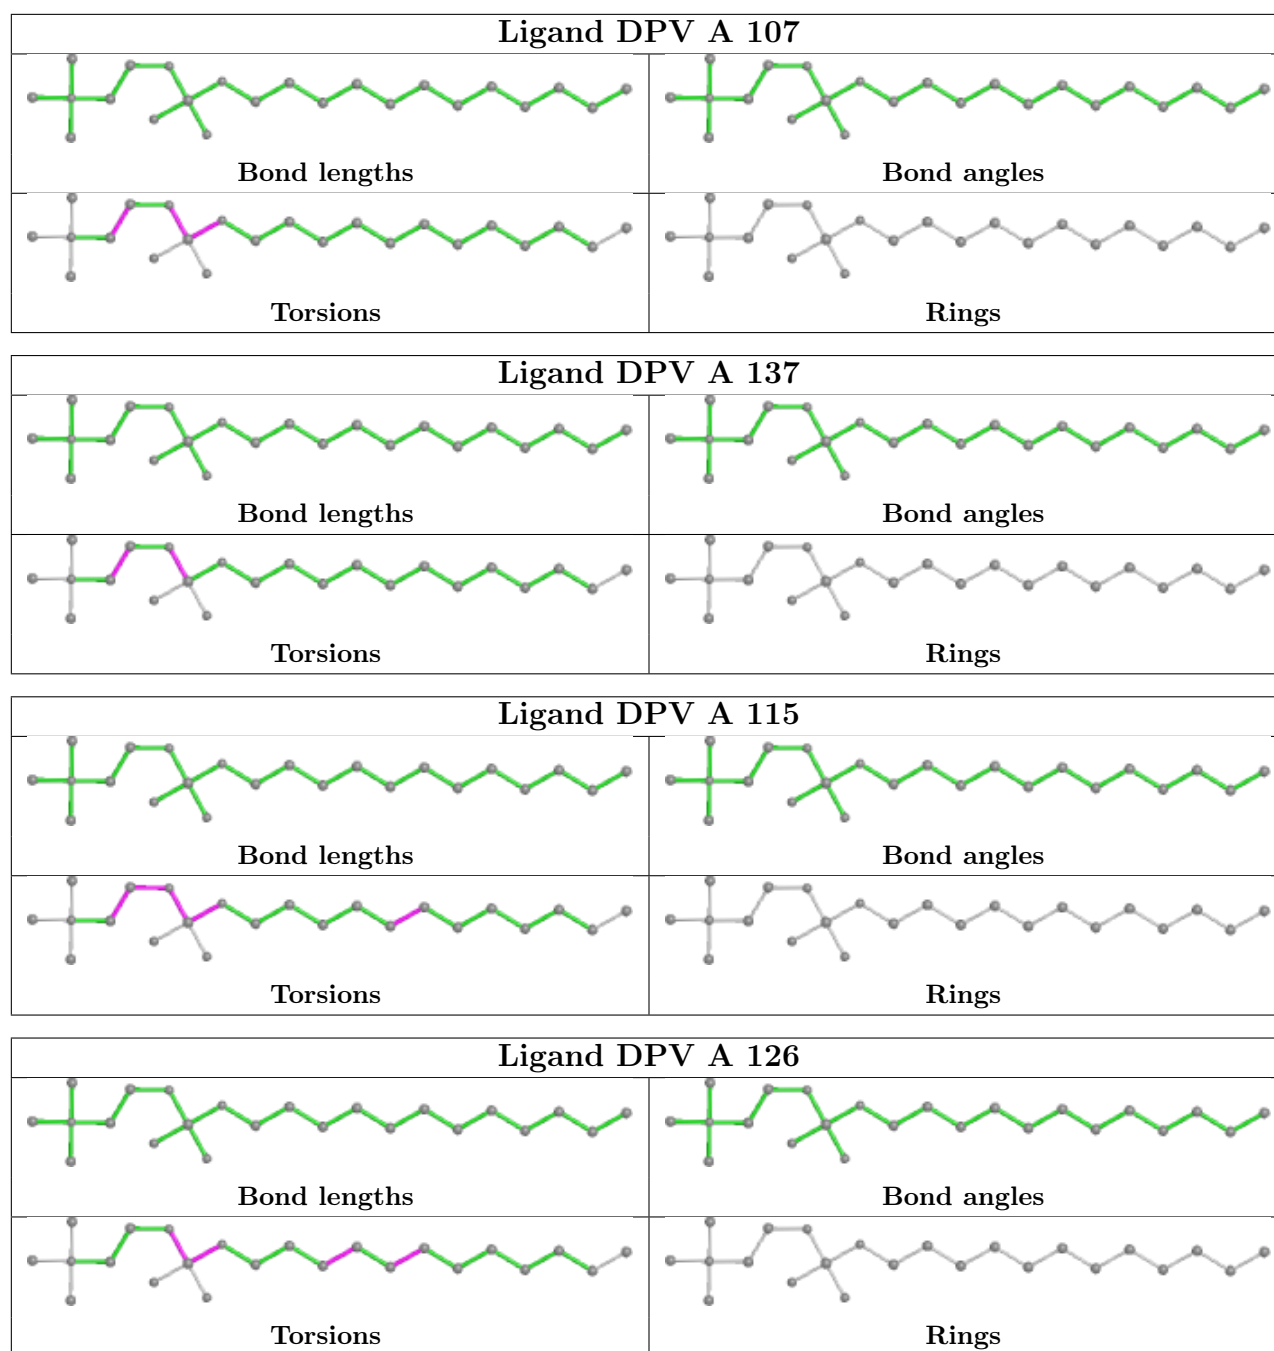 Ligand DPV A 107
Bond lengths
Bond angles
Torsions
Rings
Ligand DPV A 137
Bond lengths
Bond angles
Torsions
Rings
Ligand DPV A 115
Bond lengths
Bond angles
Torsions
Rings
Ligand DPV A 126
Bond lengths
Bond angles
Torsions
Rings